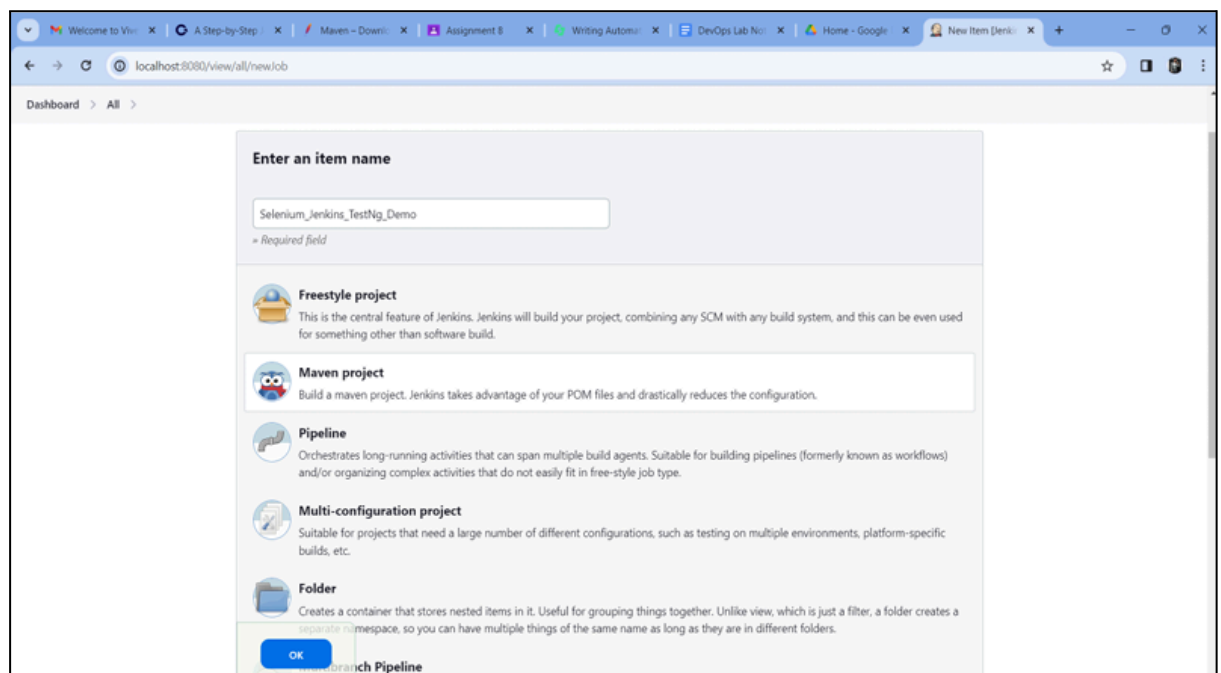 Welcome to Viv
A Step-by-Step
Maven – Downl
Assignment 8
Writing Automa
DevOps Lab No
Home - Google
New Item [Jenki
localhost:8080/view/all/newJob
Dashboard > All >
Enter an item name
Selenium_Jenkins_TestNg_Demo
» Required field
Freestyle project
This is the central feature of Jenkins. Jenkins will build your project, combining any SCM with any build system, and this can be even used
for something other than software build.
Maven project
Build a maven project. Jenkins takes advantage of your POM files and drastically reduces the configuration.
Pipeline
Orchestrates long-running activities that can span multiple build agents. Suitable for building pipelines (formerly known as workflows)
and/or organizing complex activities that do not easily fit in free-style job type.
Multi-configuration project
Suitable for projects that need a large number of different configurations, such as testing on multiple environments, platform-specific
builds, etc.
Folder
Creates a container that stores nested items in it. Useful for grouping things together. Unlike view, which is just a filter, a folder creates a
separate namespace, so you can have multiple things of the same name as long as they are in different folders.
OK
Multibranch Pipeline